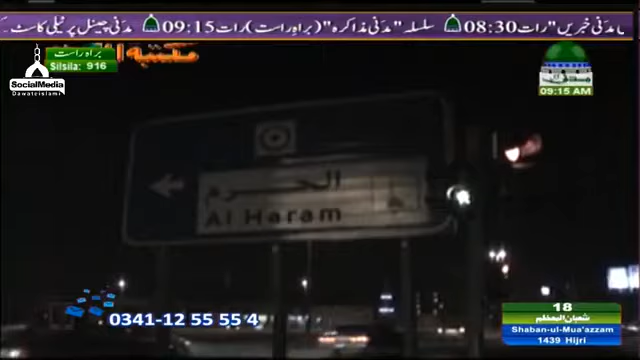 مدنی خبریں" رات 08:30 سلسلہ "مدنی مذاکرہ" (براہِ راست) رات 09:15 مدنی چینل پر ٹیلی کاسٹ
براہ راست
Silsila: 916
SocialMedia
Dawateislami
09:15 AM
الحرم
Al Haram
0341-12 55 55 4
18
شعبان المعظم
Shaban-ul-Mua'azzam
1439 Hijri